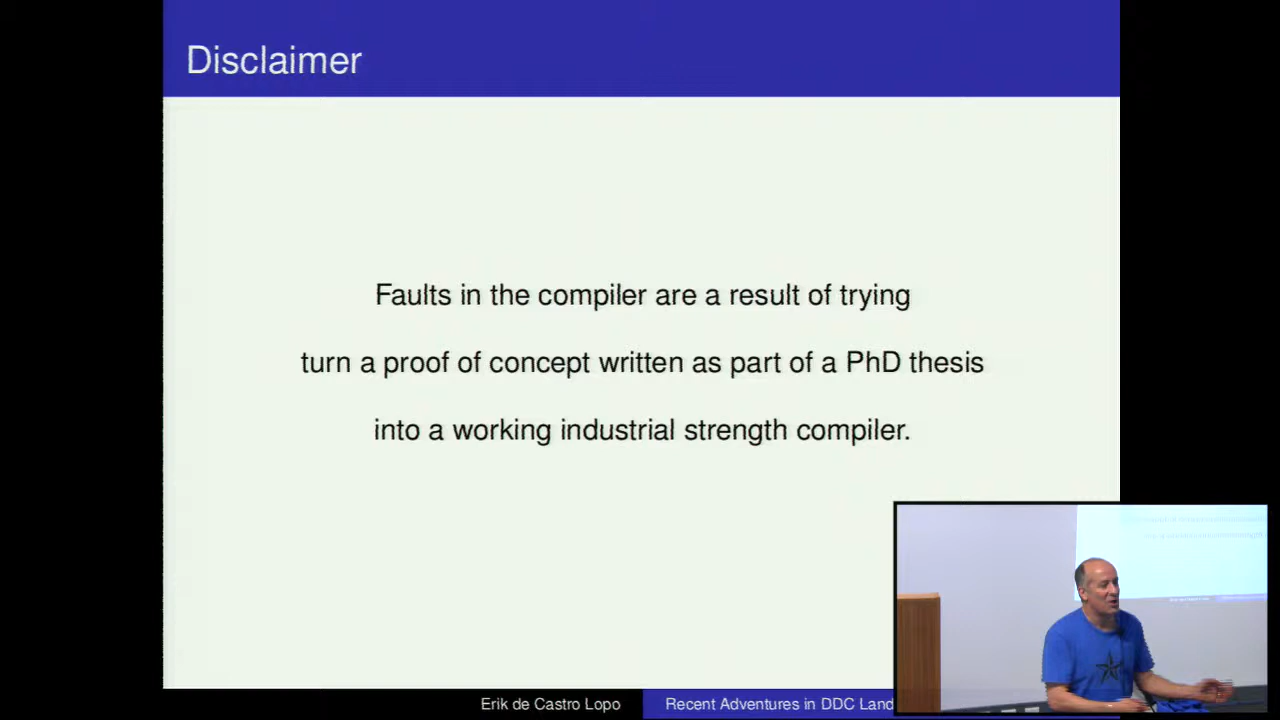 Disclaimer
Faults in the compiler are a result of trying
turn a proof of concept written as part of a PhD thesis
into a working industrial strength compiler.
Erik de Castro Lopo
Recent Adventures in DDC Land